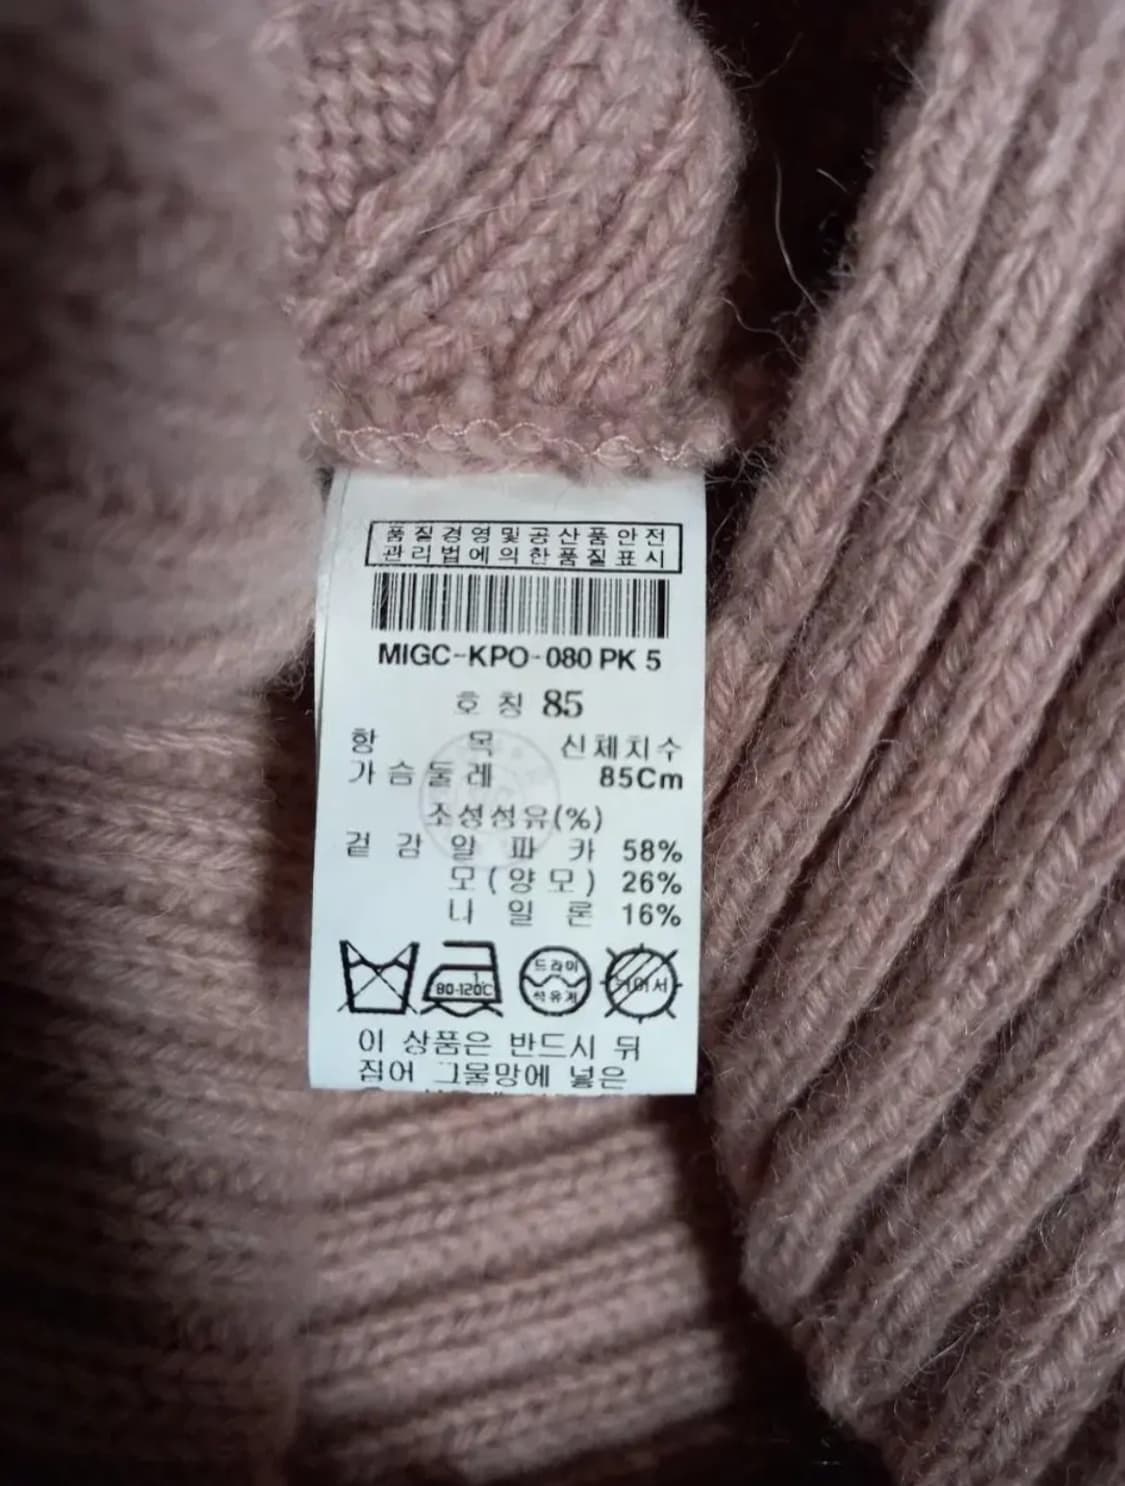 품질경영및공산품안전
관리법에의한품질표시
MIGC-KPO-080 PK 5
호칭 85
항 목 신체치수
가슴둘레 85Cm
조성섬유(%)
겉감 알파카 58%
모(양모) 26%
나일론 16%
80-120℃
드라이
석유계
이 상품은 반드시 뒤
집어 그물망에 넣은